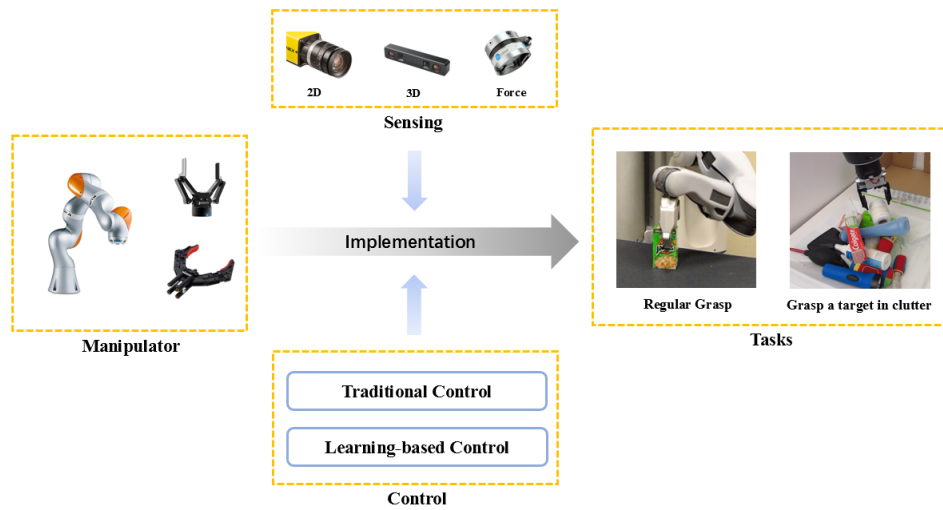 2D
3D
Force
Sensing
Manipulator
Implementation
Colgate
Regular Grasp
Grasp a target in clutter
Tasks
Traditional Control
Learning-based Control
Control